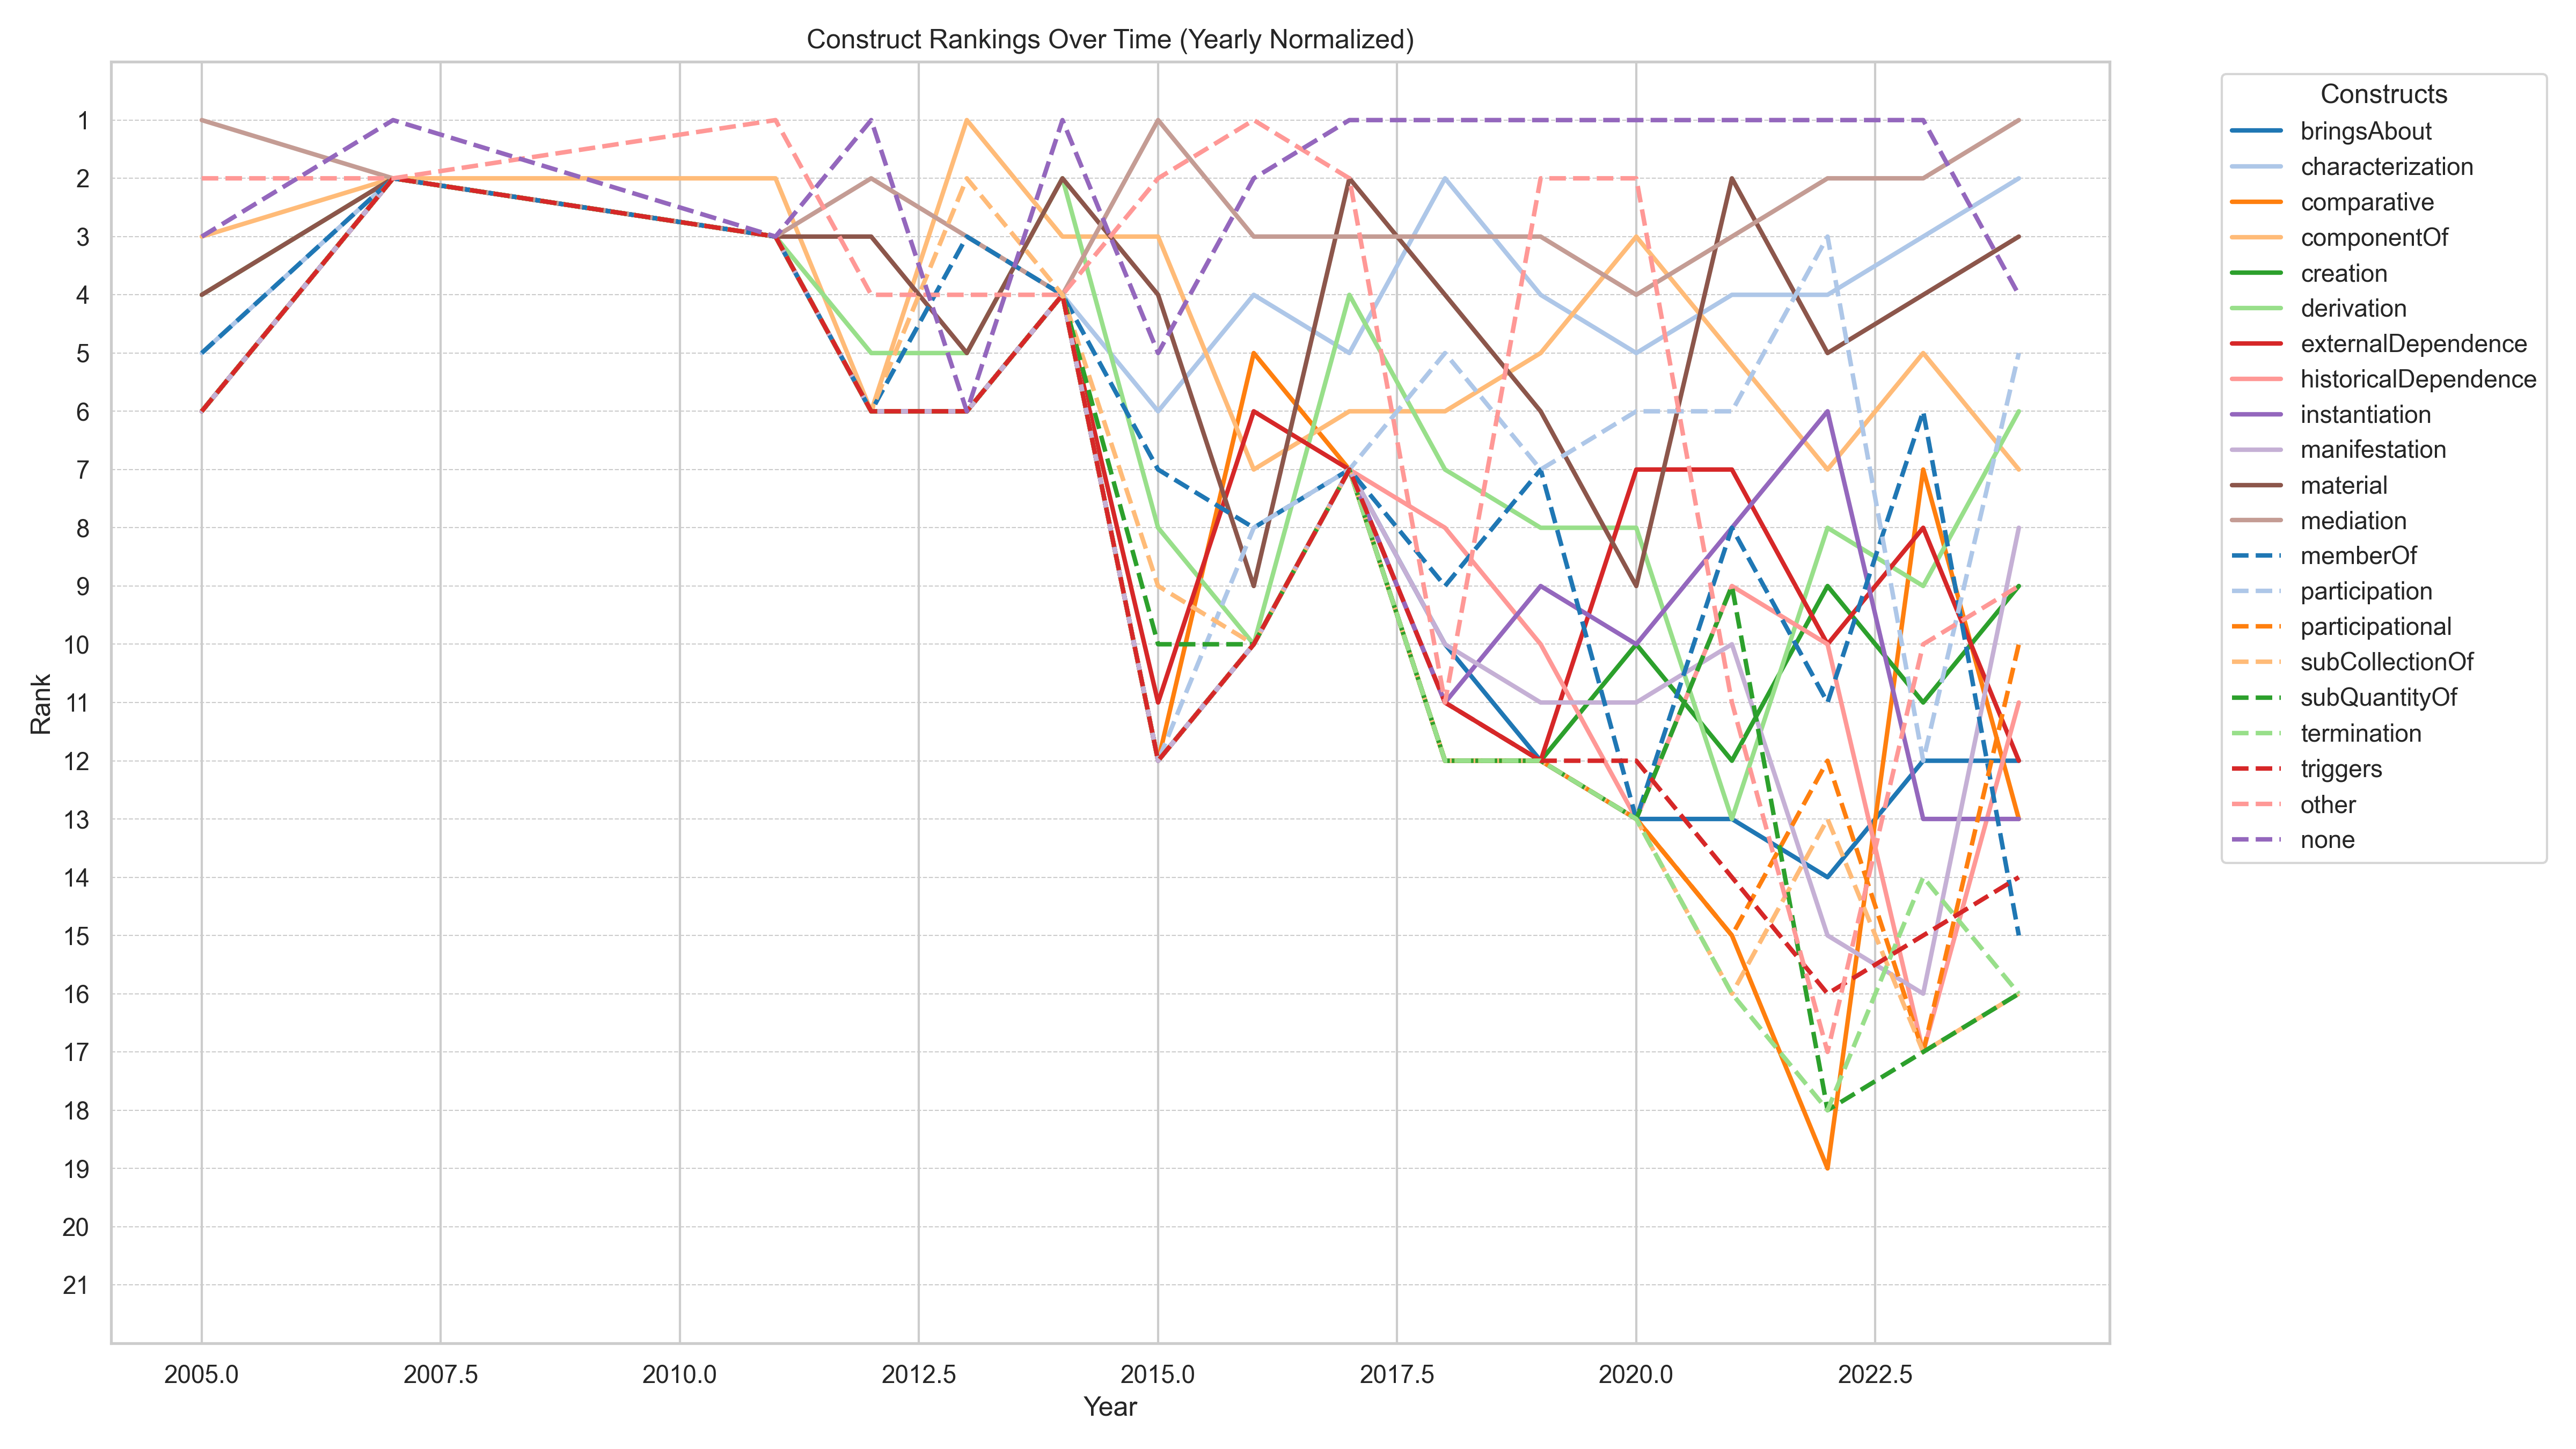 Construct Rankings Over Time (Yearly Normalized)
1
2
3
4
5
6
7
8
9
10
11
12
13
14
15
16
17
18
19
20
21
Rank
2005.0
2007.5
2010.0
2012.5
2015.0
2017.5
2020.0
2022.5
Year
Constructs
bringsAbout
characterization
comparative
componentOf
creation
derivation
externalDependence
historicalDependence
instantiation
manifestation
material
mediation
memberOf
participation
participational
subCollectionOf
subQuantityOf
termination
triggers
other
none